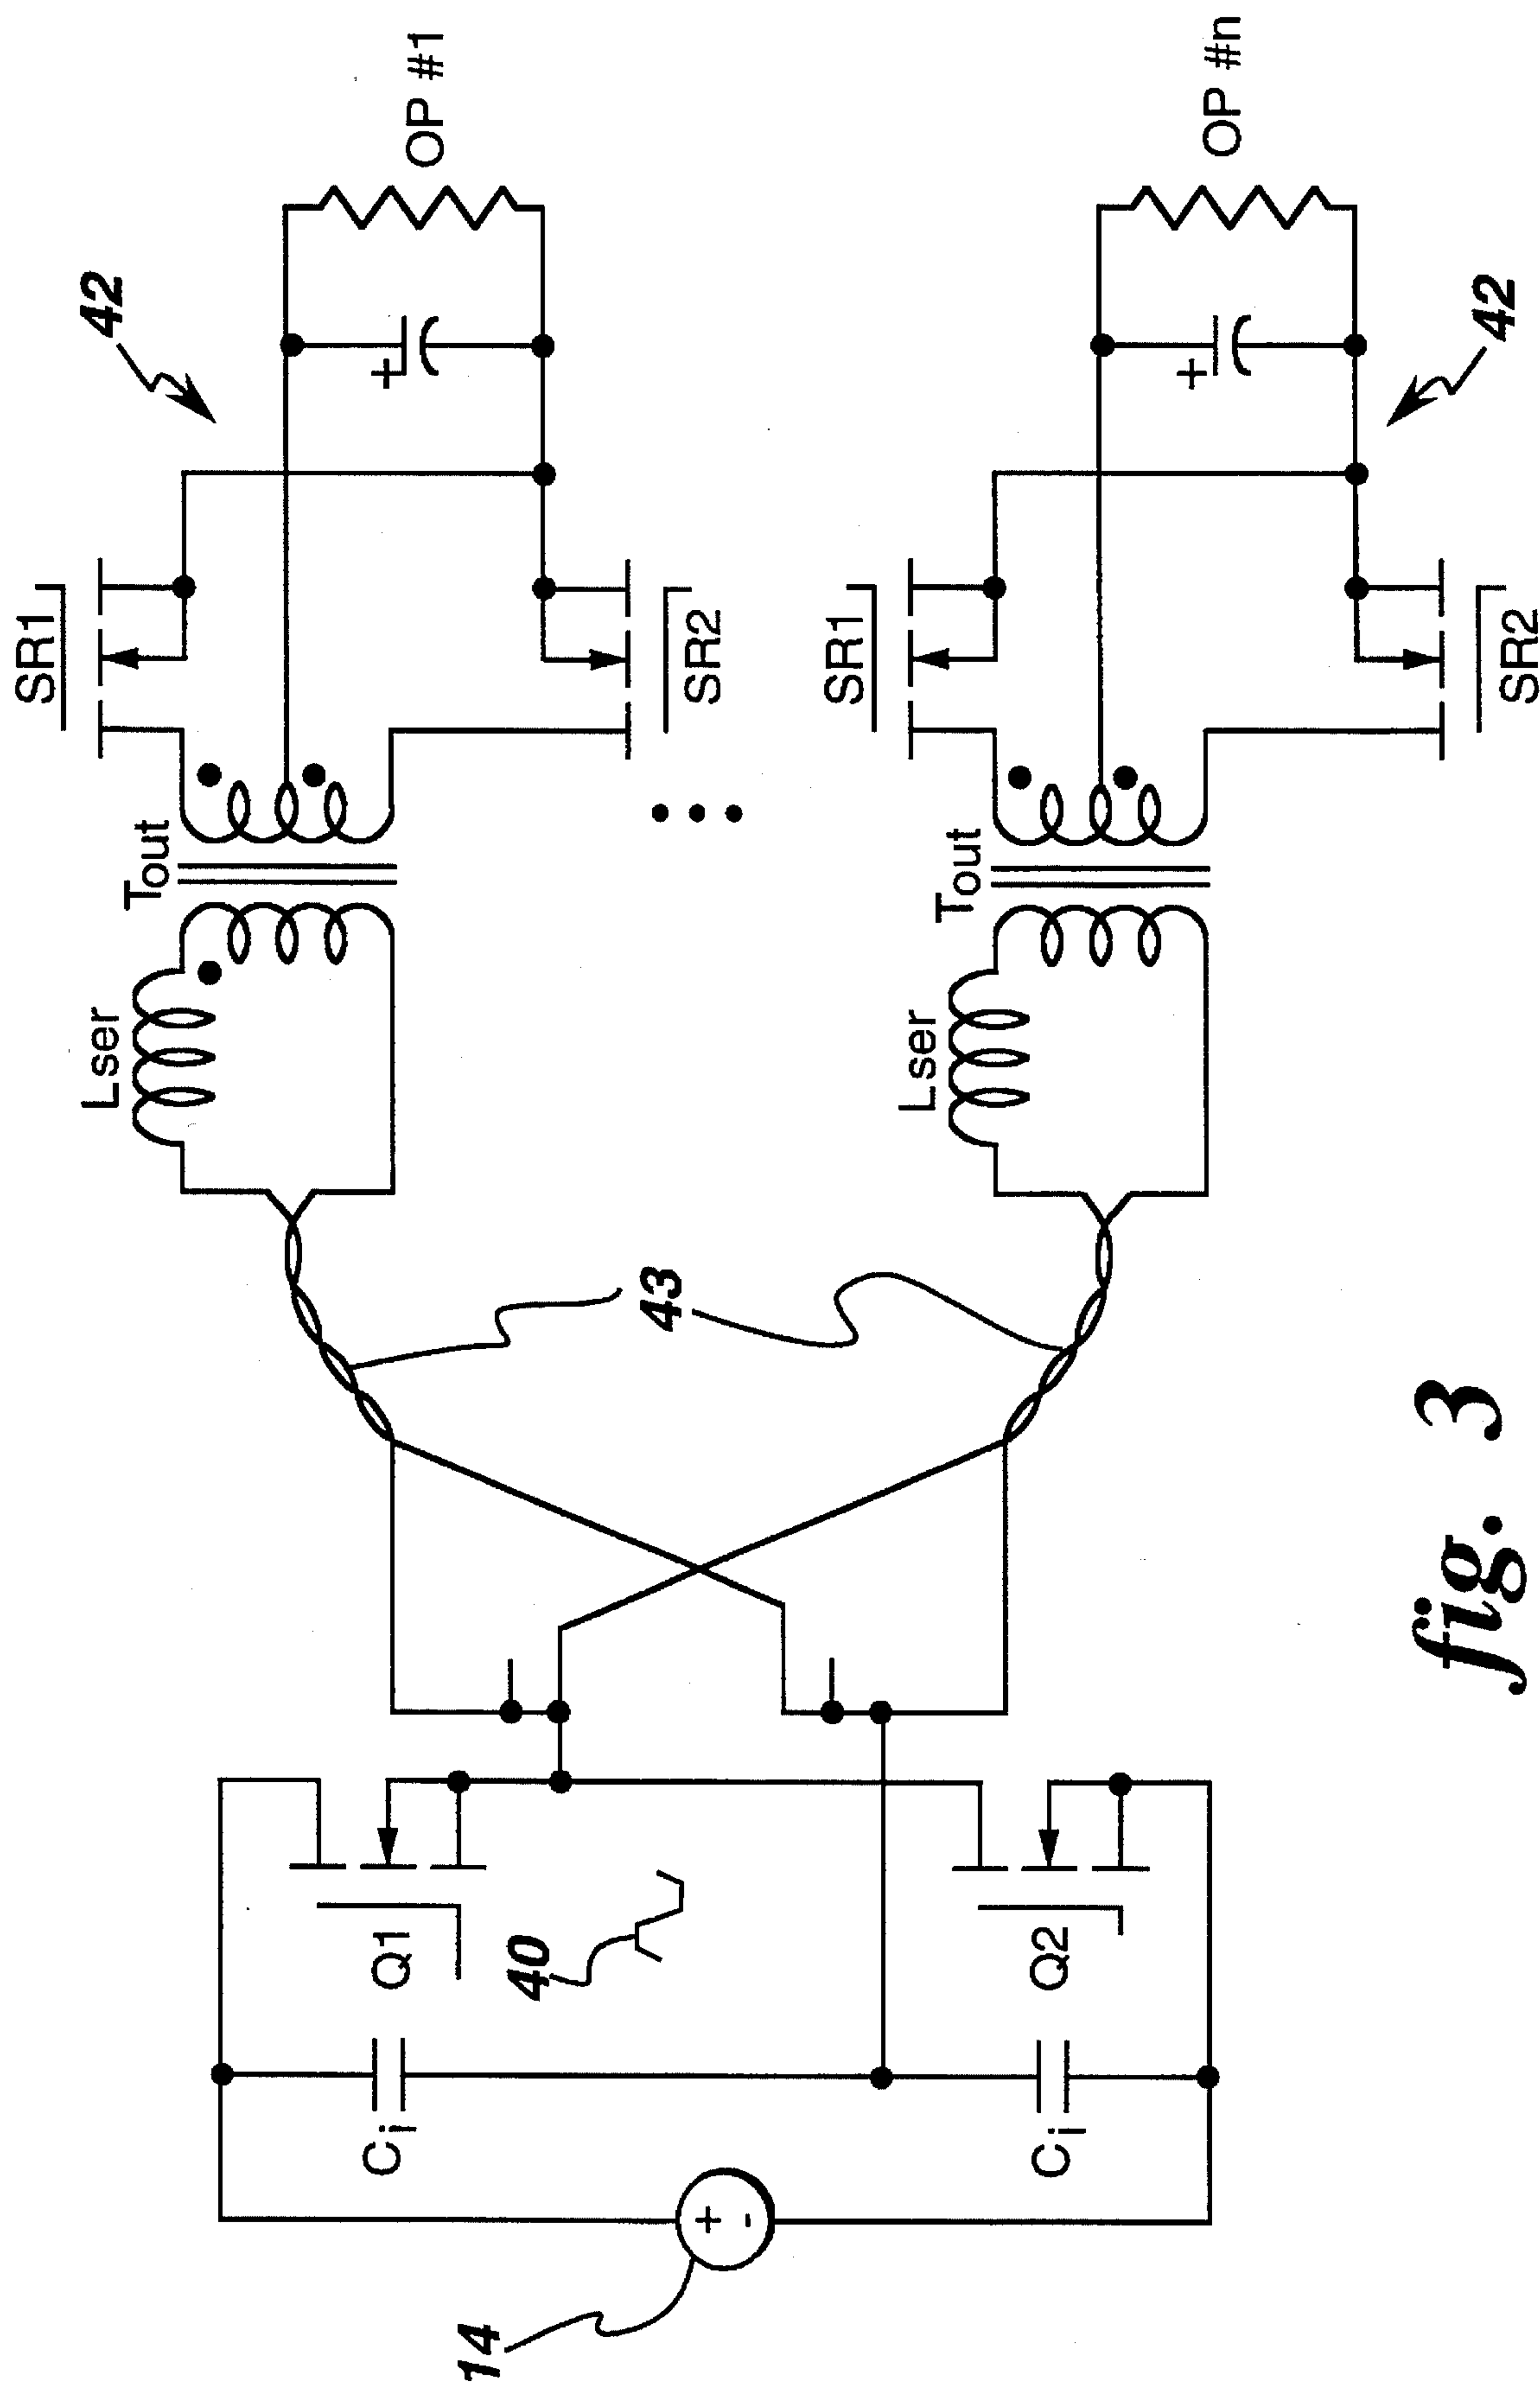 42
SR1
Tout
Lser
OP #1
+
SR2
43
SR1
Tout
Lser
OP #n
+
SR2
42
Q1
40
Ci
Q2
Ci
+
-
14
fig. 3